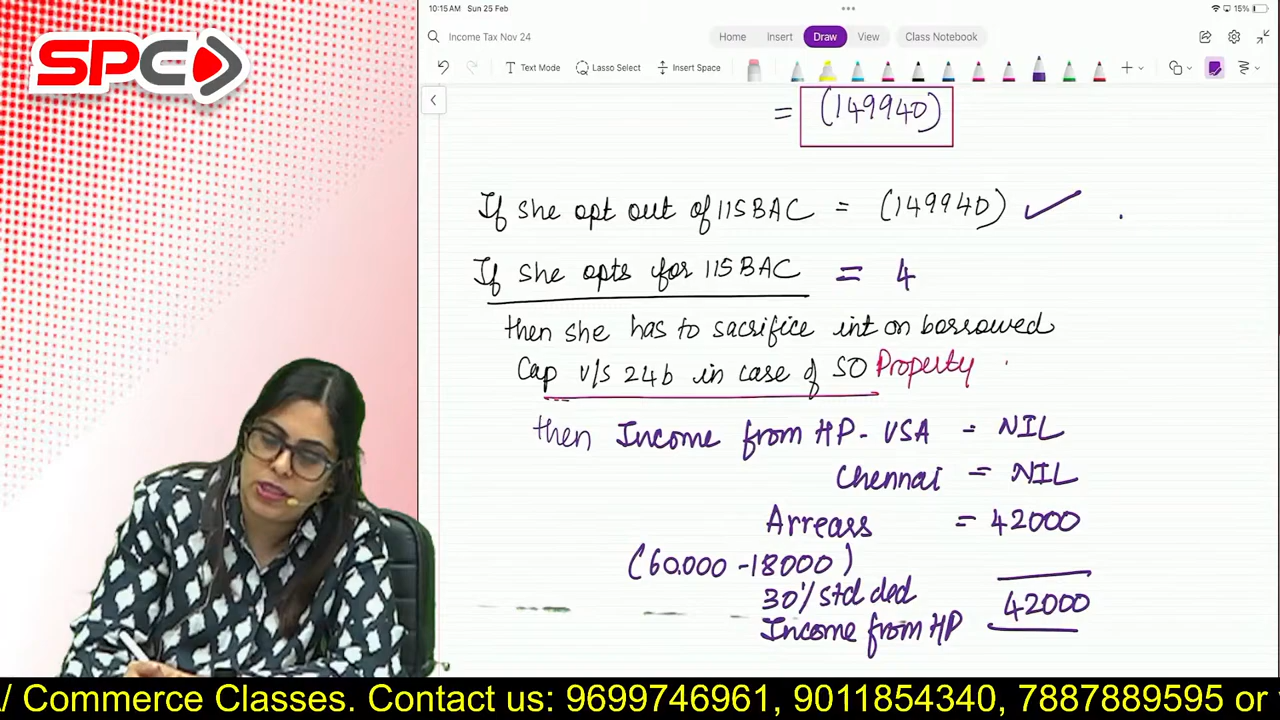 10:15 AM Sun 25 Feb
15%
SPC
Income Tax Nov 24
Home Insert Draw View Class Notebook
Text Mode Lasso Select Insert Space
= (149940)
If she opt out of 115BAC = (149940)
If she opts for 115BAC = 4
then she has to sacrifice int on borrowed
Cap u/s 24b in case of SO Property
then Income from HP - USA = NIL
Chennai = NIL
Arrears = 42000
(60.000 - 18000)
30% std ded 42000
Income from HP
/ Commerce Classes. Contact us: 9699746961, 9011854340, 7887889595 or